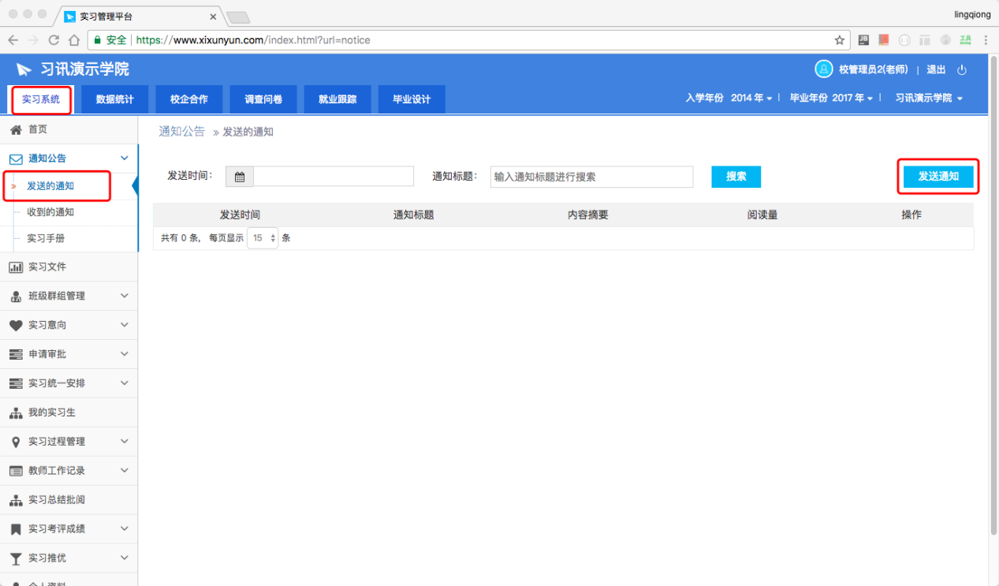 实习管理平台
lingqiong
安全 | https://www.xixunyun.com/index.html?url=notice
JB
工具
习讯演示学院
校管理员2(老师) | 退出
实习系统 数据统计 校企合作 调查问卷 就业跟踪 毕业设计
入学年份 2014 年 | 毕业年份 2017 年 | 习讯演示学院
首页
通知公告
发送的通知
收到的通知
实习手册
实习文件
班级群组管理
实习意向
申请审批
实习统一安排
我的实习生
实习过程管理
教师工作记录
实习总结批阅
实习考评成绩
实习推优
个人资料
通知公告 » 发送的通知
发送时间: 通知标题: 输入通知标题进行搜索 搜索 发送通知
发送时间 通知标题 内容摘要 阅读量 操作
共有 0 条, 每页显示 15 条